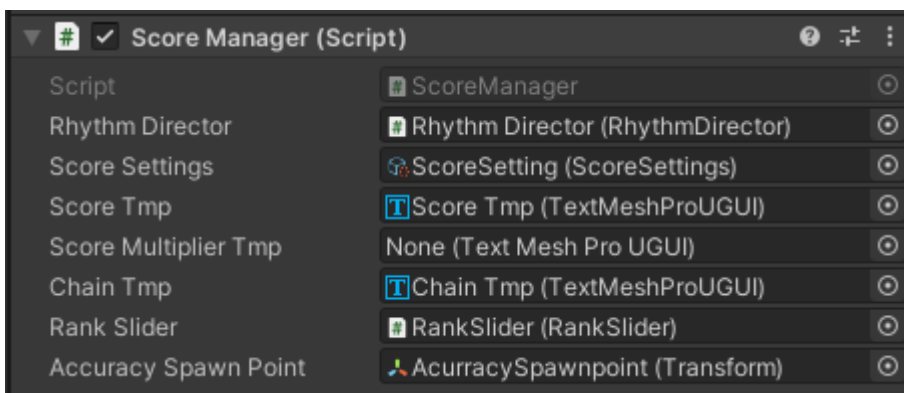 Score Manager (Script)
Script ScoreManager
Rhythm Director Rhythm Director (RhythmDirector)
Score Settings ScoreSetting (ScoreSettings)
Score Tmp Score Tmp (TextMeshProUGUI)
Score Multiplier Tmp None (Text Mesh Pro UGUI)
Chain Tmp Chain Tmp (TextMeshProUGUI)
Rank Slider RankSlider (RankSlider)
Accuracy Spawn Point AcurracySpawnpoint (Transform)